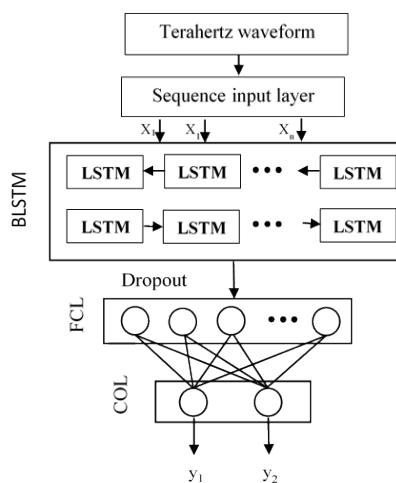 Terahertz waveform
Sequence input layer
X₁ X₁ Xₙ
BLSTM
LSTM LSTM ••• LSTM
LSTM LSTM ••• LSTM
Dropout
FCL
•••
COL
y₁ y₂